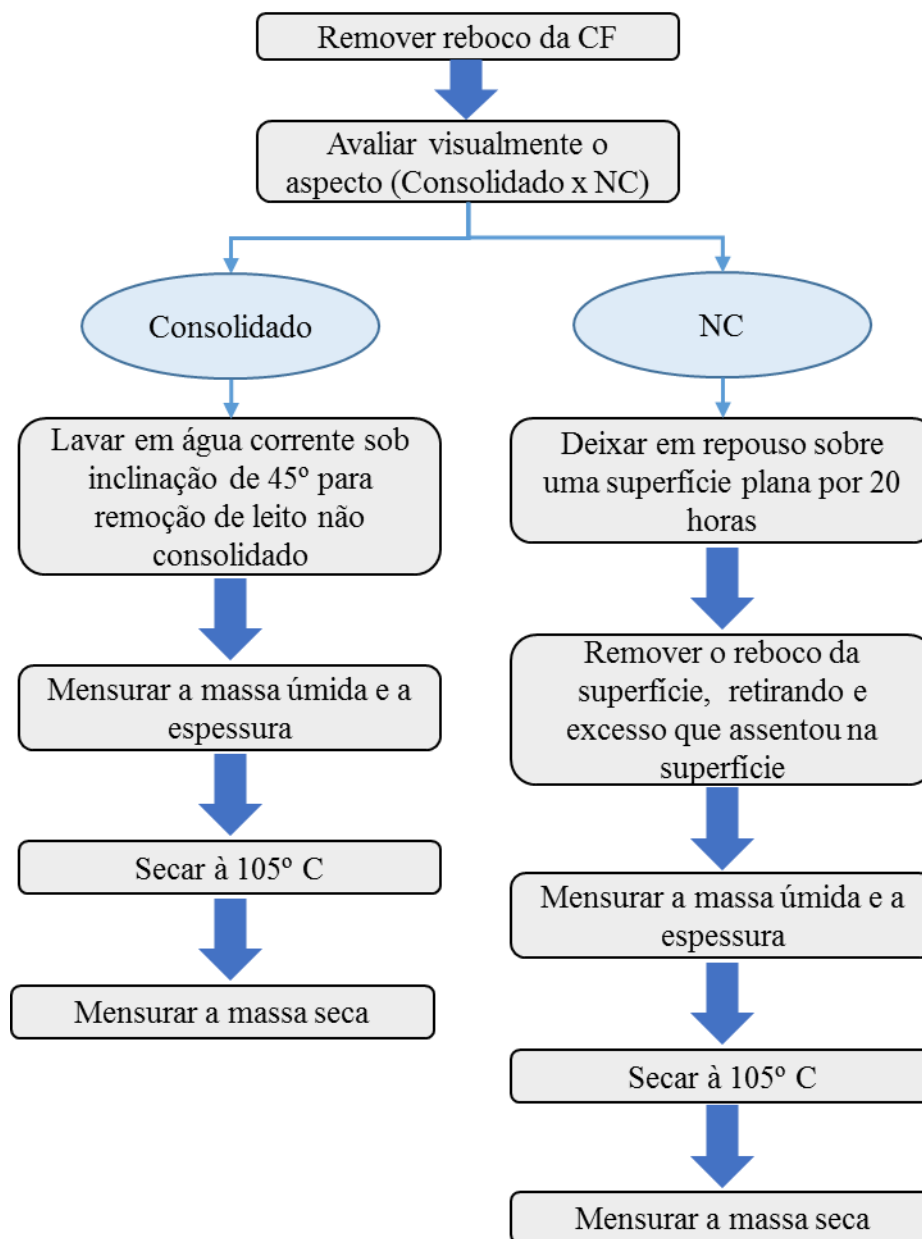 Remover reboco da CF
Avaliar visualmente o
aspecto (Consolidado x NC)
Consolidado
Lavar em água corrente sob
inclinação de 45º para
remoção de leito não
consolidado
Mensurar a massa úmida e a
espessura
Secar à 105º C
Mensurar a massa seca
NC
Deixar em repouso sobre
uma superfície plana por 20
horas
Remover o reboco da
superfície, retirando e
excesso que assentou na
superfície
Mensurar a massa úmida e a
espessura
Secar à 105º C
Mensurar a massa seca